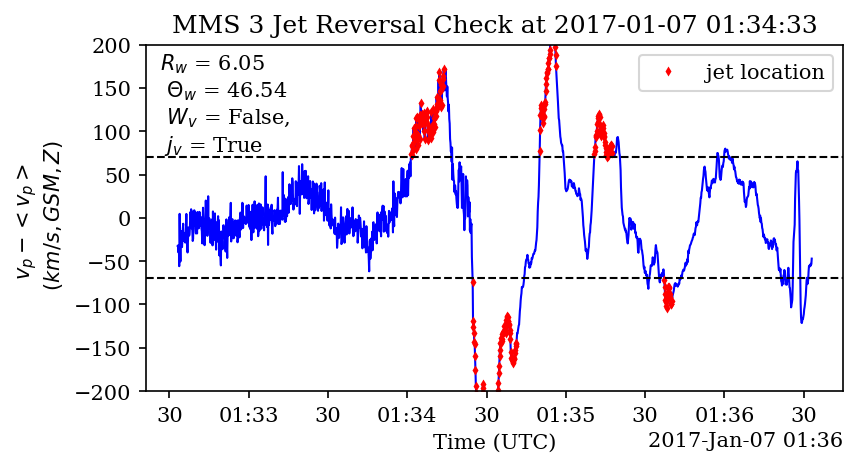 MMS 3 Jet Reversal Check at 2017-01-07 01:34:33
R_w = 6.05
Θ_w = 46.54
W_v = False,
j_v = True
jet location
v_p − < v_p >
(km/s, GSM, Z)
200
150
100
50
0
−50
−100
−150
−200
30 01:33 30 01:34 30 01:35 30 01:36 30
Time (UTC)
2017-Jan-07 01:36